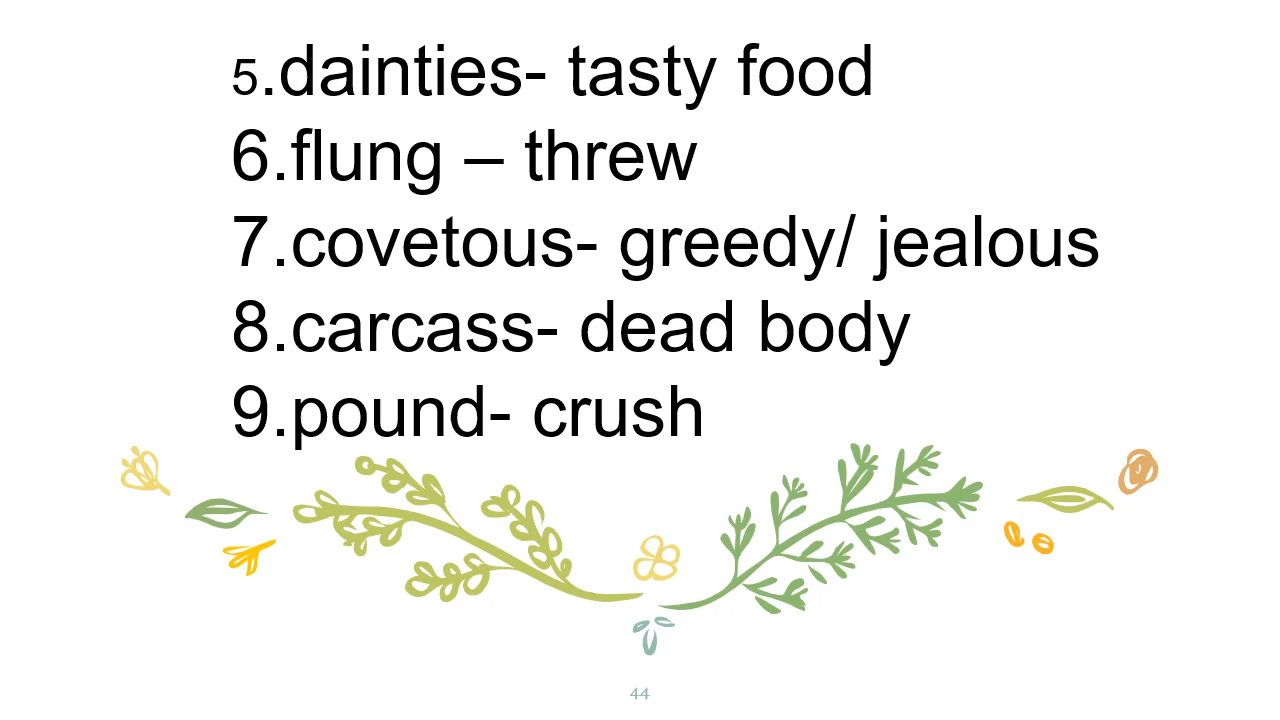 5.dainties- tasty food
6.flung – threw
7.covetous- greedy/ jealous
8.carcass- dead body
9.pound- crush
44